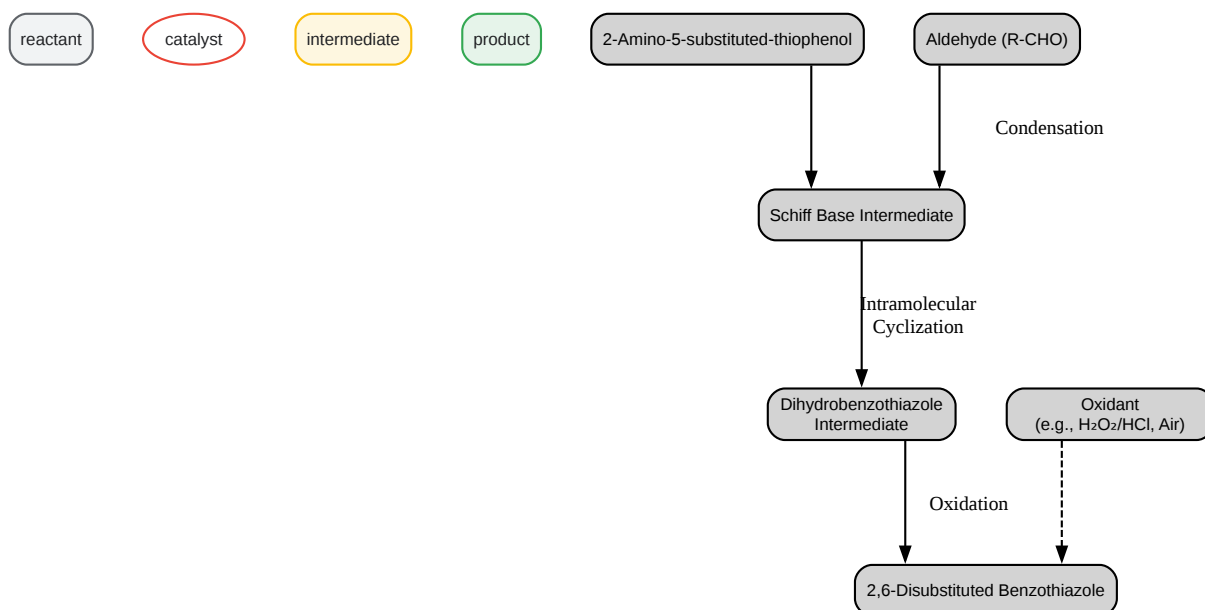 reactant
catalyst
intermediate
product
2-Amino-5-substituted-thiophenol
Aldehyde (R-CHO)
Condensation
Schiff Base Intermediate
Intramolecular
Cyclization
Dihydrobenzothiazole
Intermediate
Oxidant
(e.g., H₂O₂/HCl, Air)
Oxidation
2,6-Disubstituted Benzothiazole